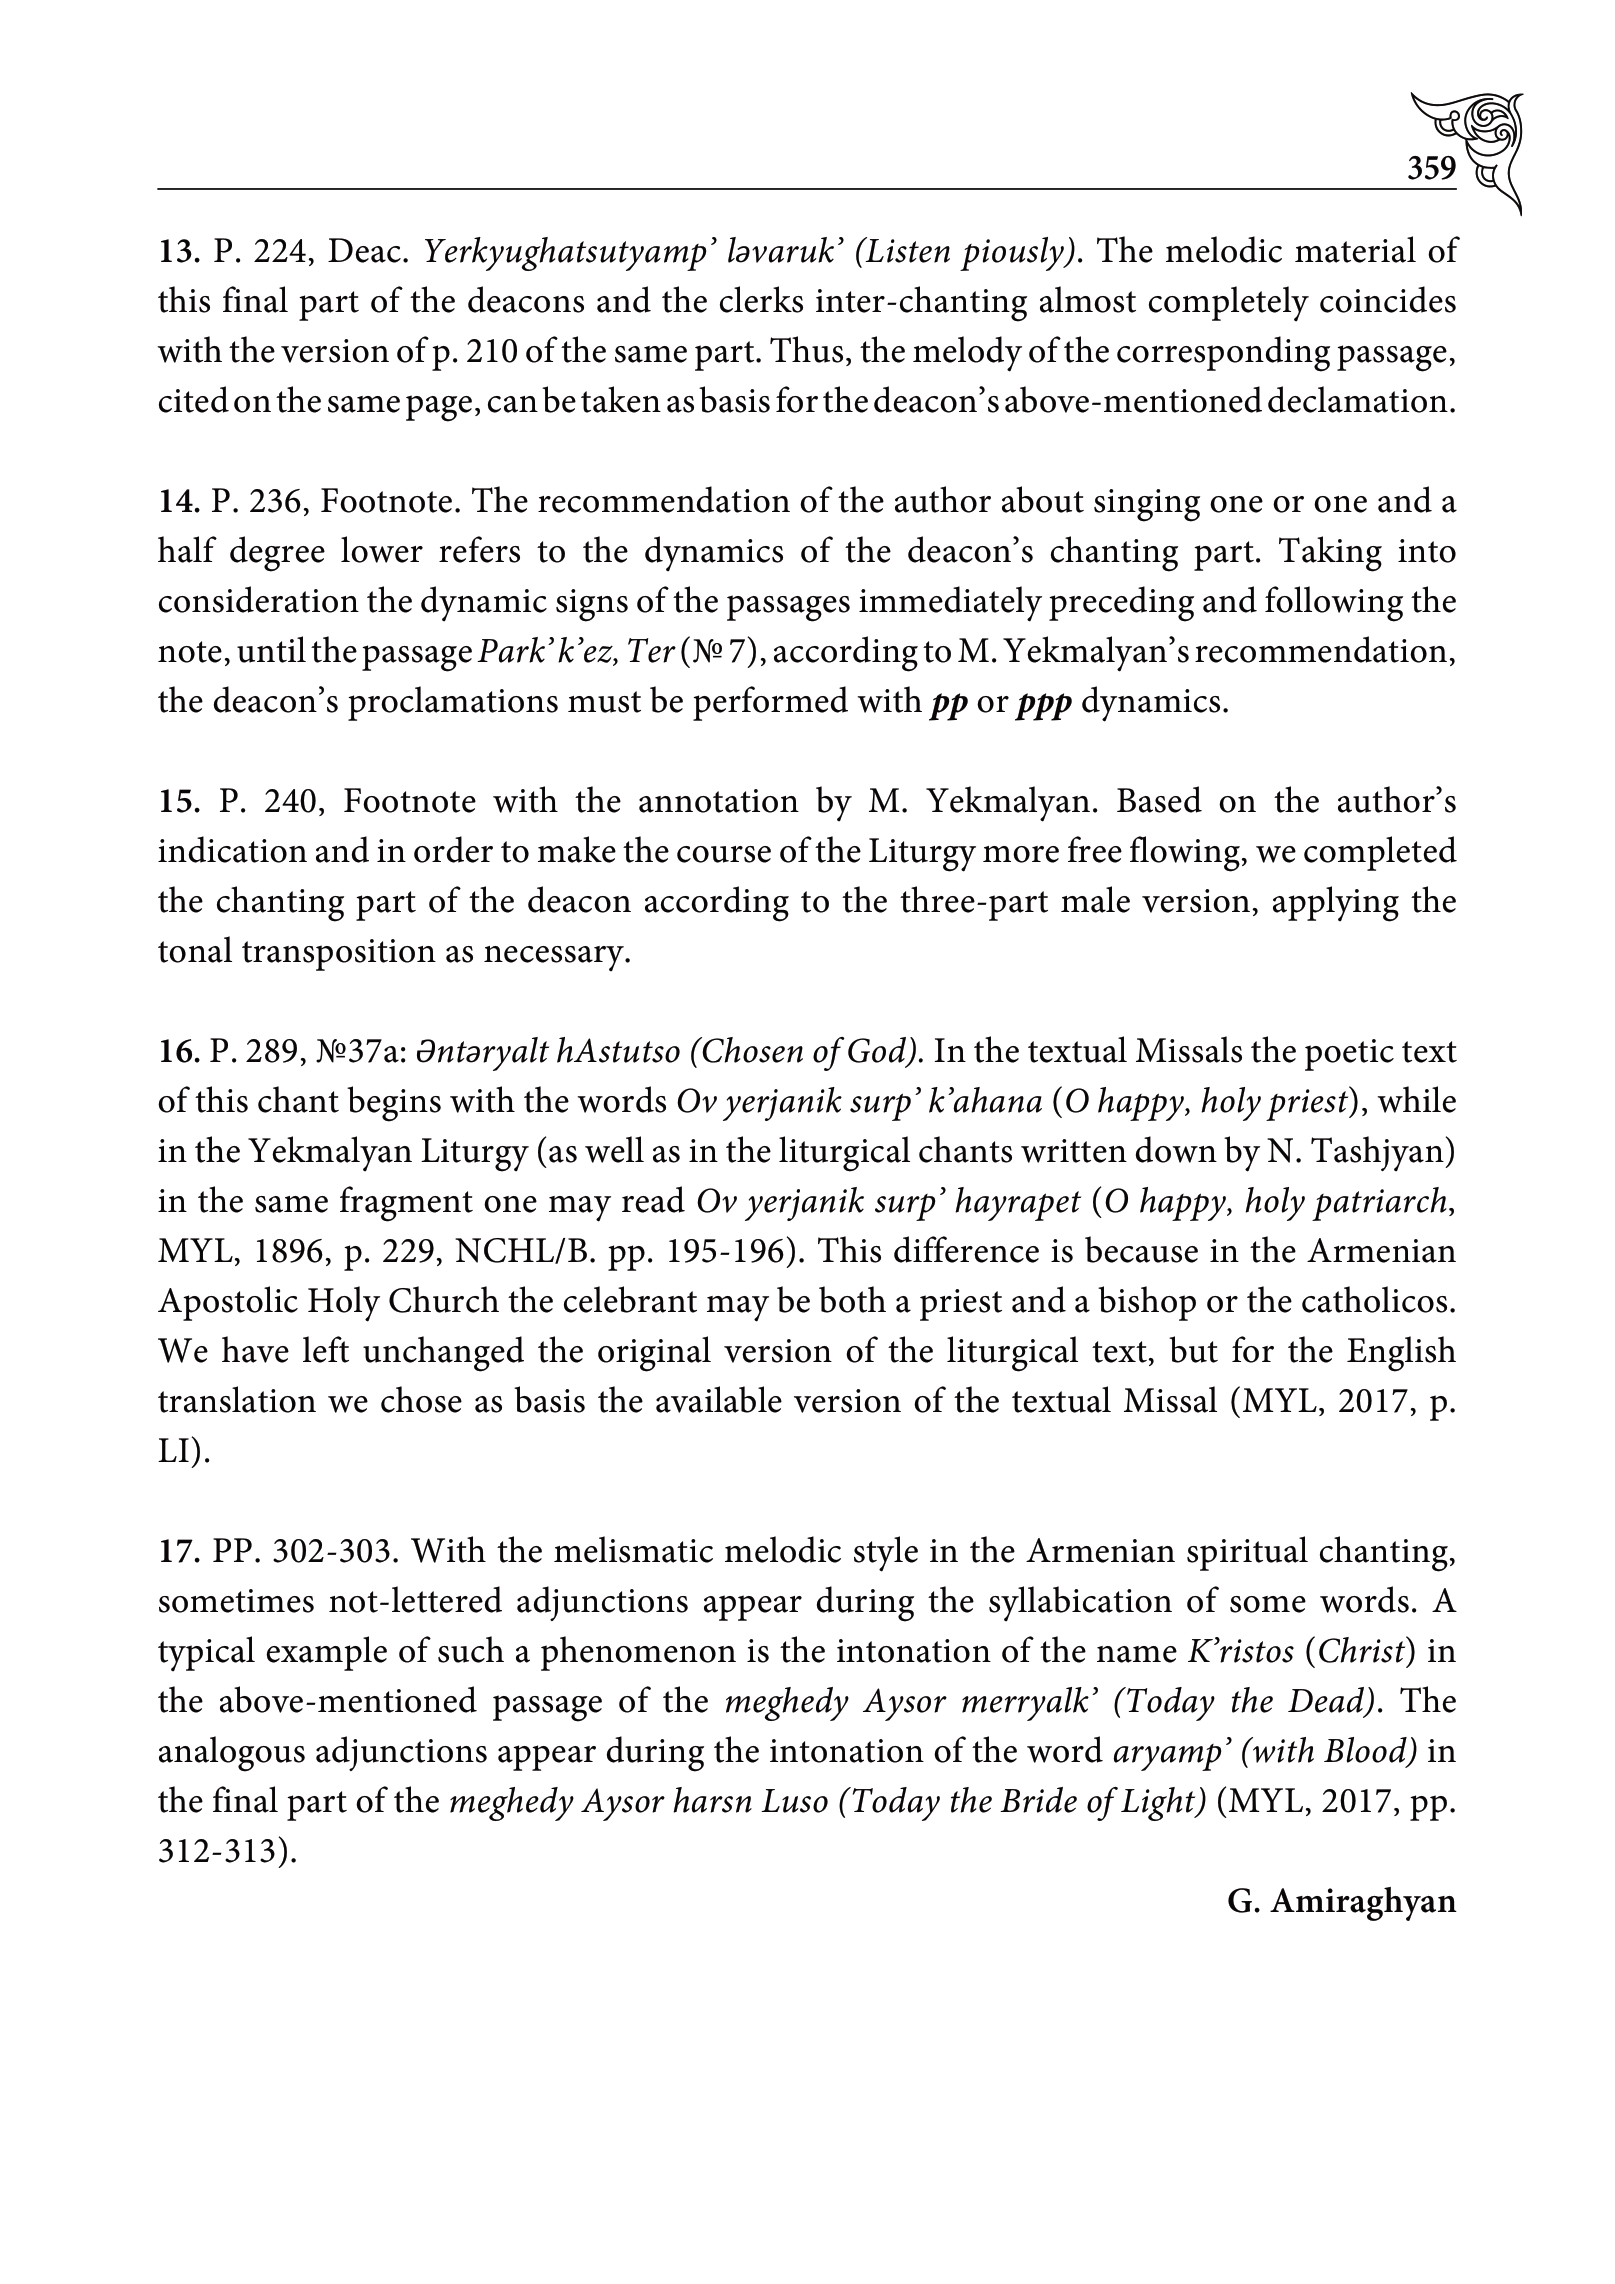 359
13. P. 224, Deac. Yerkyughatsutyamp’ ləvaruk’ (Listen piously). The melodic material of
this final part of the deacons and the clerks inter-chanting almost completely coincides
with the version of p. 210 of the same part. Thus, the melody of the corresponding passage,
cited on the same page, can be taken as basis for the deacon’s above-mentioned declamation.
14. P. 236, Footnote. The recommendation of the author about singing one or one and a
half degree lower refers to the dynamics of the deacon’s chanting part. Taking into
consideration the dynamic signs of the passages immediately preceding and following the
note, until the passage Park’ k’ez, Ter (№ 7), according to M. Yekmalyan’s recommendation,
the deacon’s proclamations must be performed with pp or ppp dynamics.
15. P. 240, Footnote with the annotation by M. Yekmalyan. Based on the author’s
indication and in order to make the course of the Liturgy more free flowing, we completed
the chanting part of the deacon according to the three-part male version, applying the
tonal transposition as necessary.
16. P. 289, №37a: Əntəryalt hAstutso (Chosen of God). In the textual Missals the poetic text
of this chant begins with the words Ov yerjanik surp’ k’ahana (O happy, holy priest), while
in the Yekmalyan Liturgy (as well as in the liturgical chants written down by N. Tashjyan)
in the same fragment one may read Ov yerjanik surp’ hayrapet (O happy, holy patriarch,
MYL, 1896, p. 229, NCHL/B. pp. 195-196). This difference is because in the Armenian
Apostolic Holy Church the celebrant may be both a priest and a bishop or the catholicos.
We have left unchanged the original version of the liturgical text, but for the English
translation we chose as basis the available version of the textual Missal (MYL, 2017, p.
LI).
17. PP. 302-303. With the melismatic melodic style in the Armenian spiritual chanting,
sometimes not-lettered adjunctions appear during the syllabication of some words. A
typical example of such a phenomenon is the intonation of the name K’ristos (Christ) in
the above-mentioned passage of the meghedy Aysor merryalk’ (Today the Dead). The
analogous adjunctions appear during the intonation of the word aryamp’ (with Blood) in
the final part of the meghedy Aysor harsn Luso (Today the Bride of Light) (MYL, 2017, pp.
312-313).
G. Amiraghyan